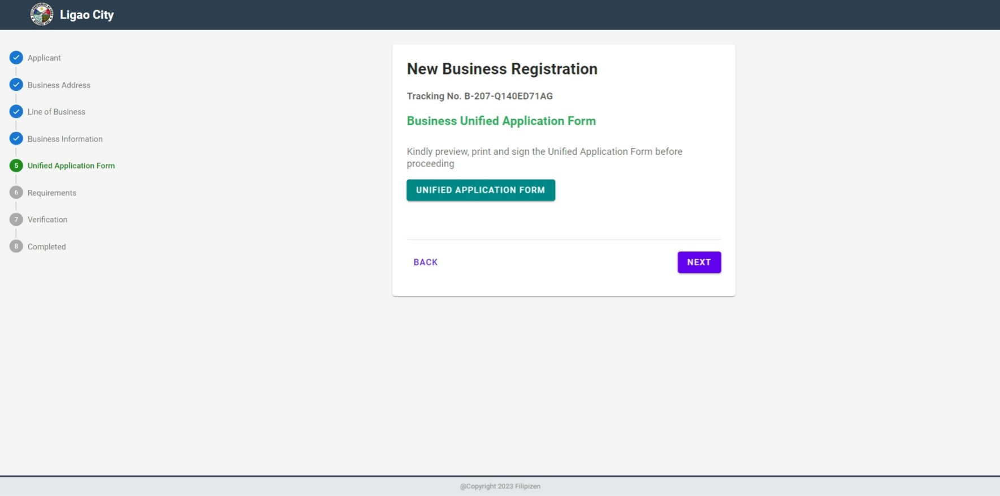 Ligao City
Applicant
Business Address
Line of Business
Business Information
5 Unified Application Form
6 Requirements
7 Verification
8 Completed
New Business Registration
Tracking No. B-207-Q140ED71AG
Business Unified Application Form
Kindly preview, print and sign the Unified Application Form before
proceeding
UNIFIED APPLICATION FORM
BACK
NEXT
@Copyright 2023 Filipizen